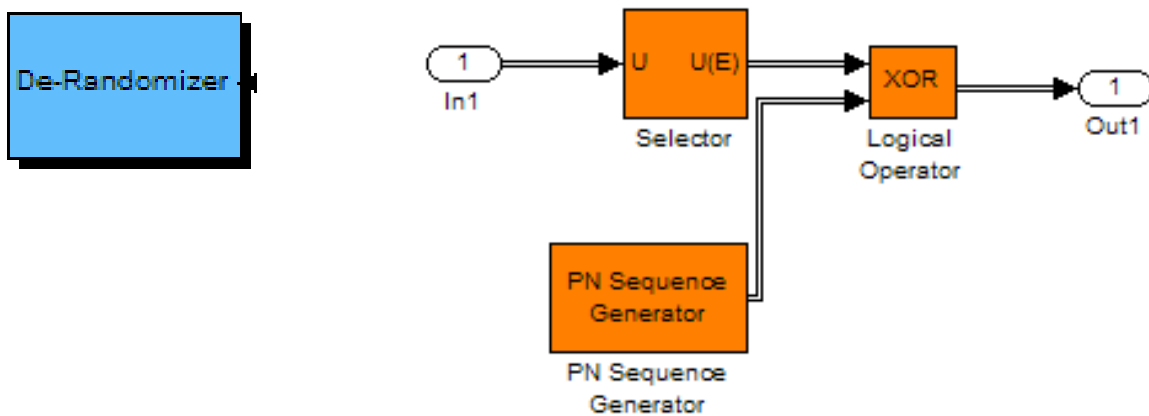 De-Randomizer
1
In1
U U(E)
Selector
XOR
Logical
Operator
1
Out1
PN Sequence
Generator
PN Sequence
Generator